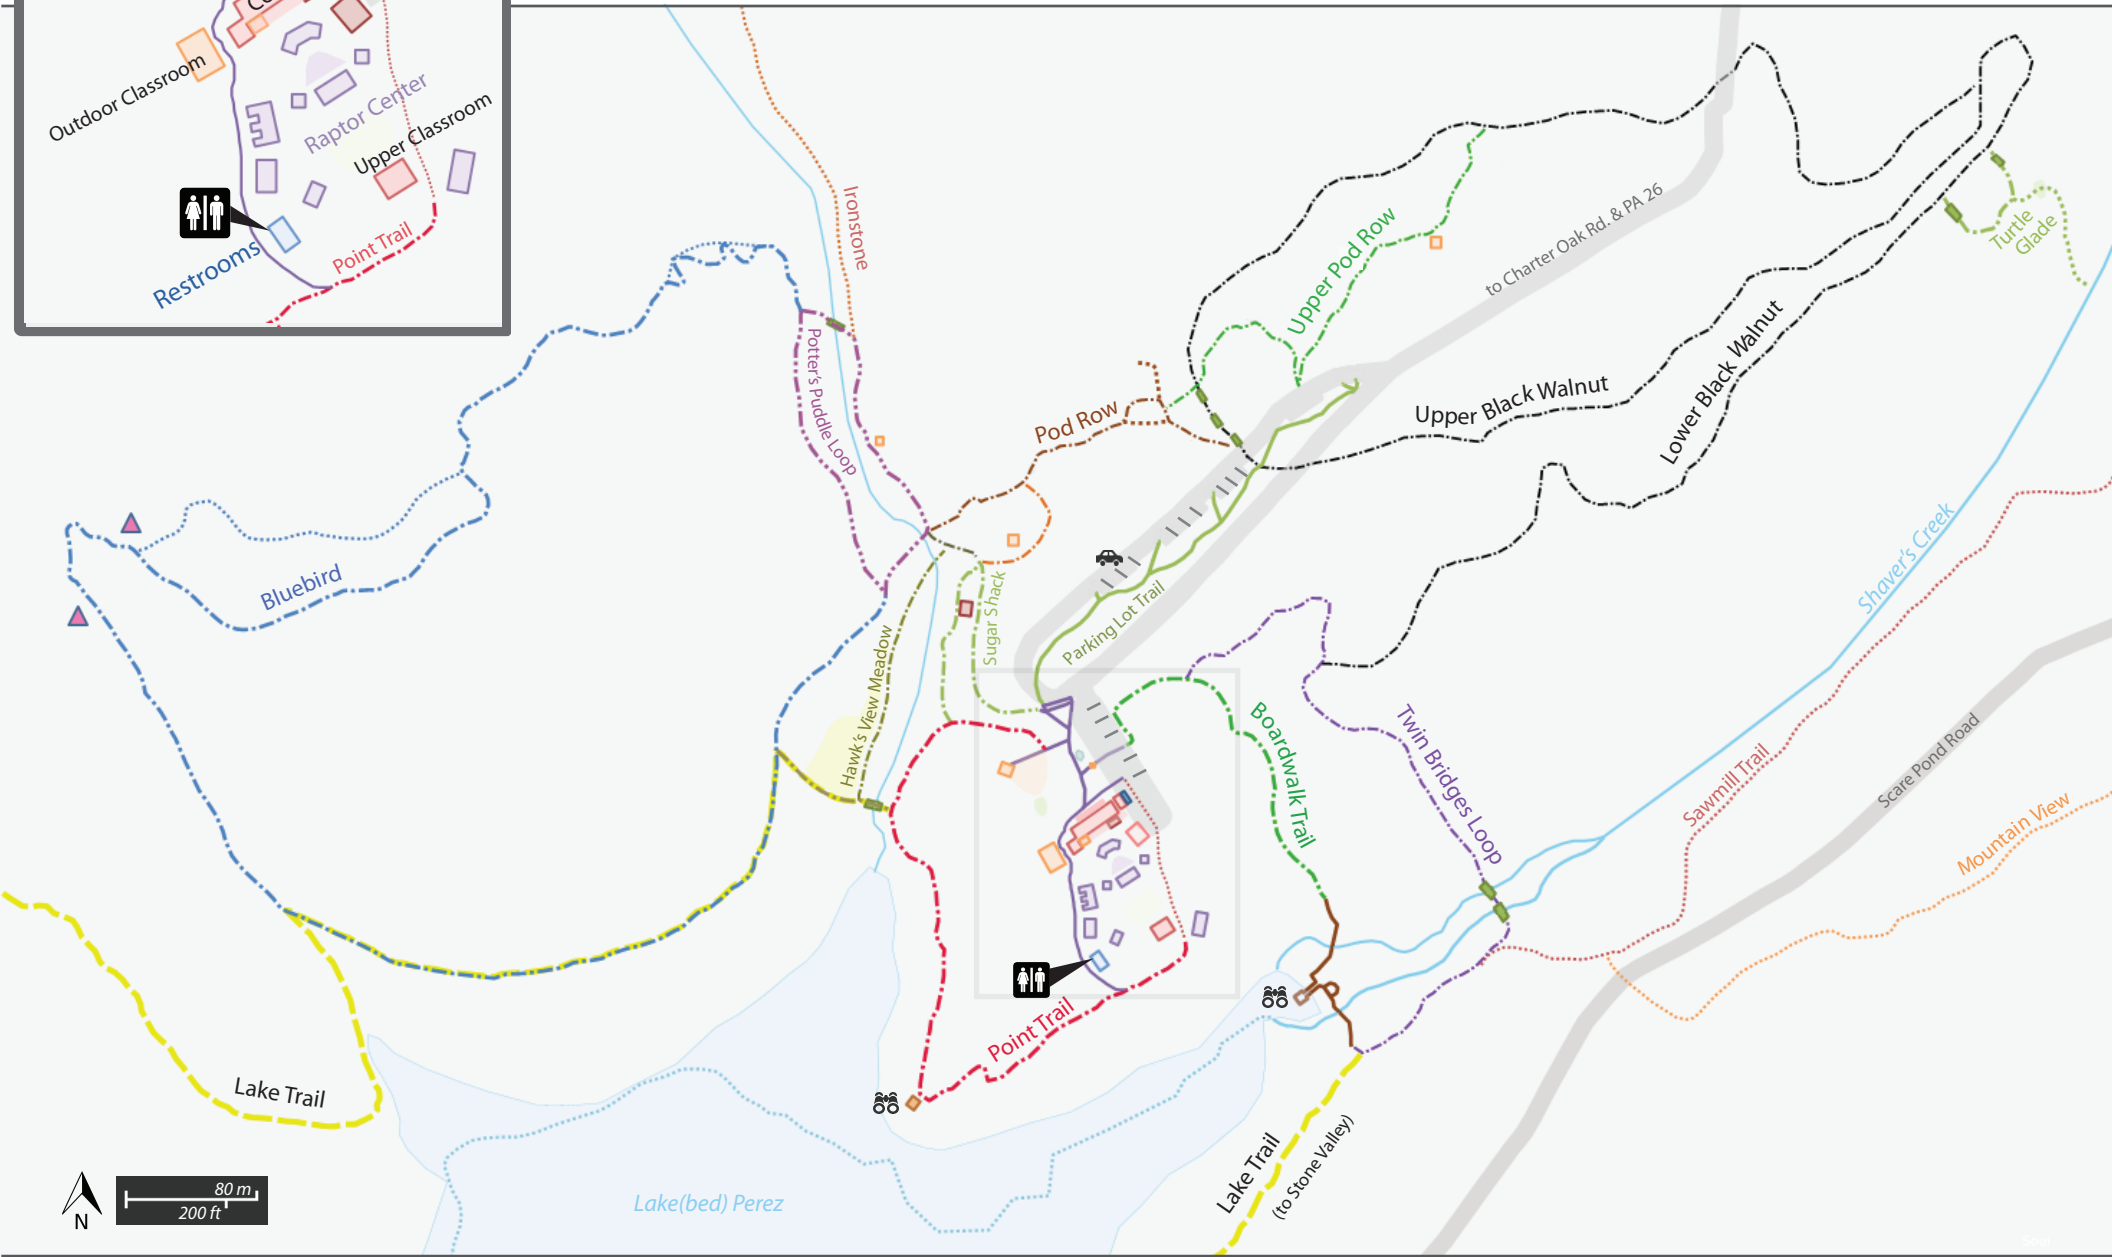 Outdoor Classroom
Raptor Center
Upper Classroom
Restrooms
Point Trail
Ironstone
Potter's Puddle Loop
Pod Row
Upper Pod Row
to Charter Oak Rd. & PA 26
Turtle
Glade
Upper Black Walnut
Lower Black Walnut
Bluebird
Hawk's View Meadow
Sugar Shack
Parking Lot Trail
Shaver's Creek
Boardwalk Trail
Twin Bridges Loop
Sawmill Trail
Scare Pond Road
Mountain View
Point Trail
Lake Trail
Lake(bed) Perez
Lake Trail
(to Stone Valley)
N
80 m
200 ft